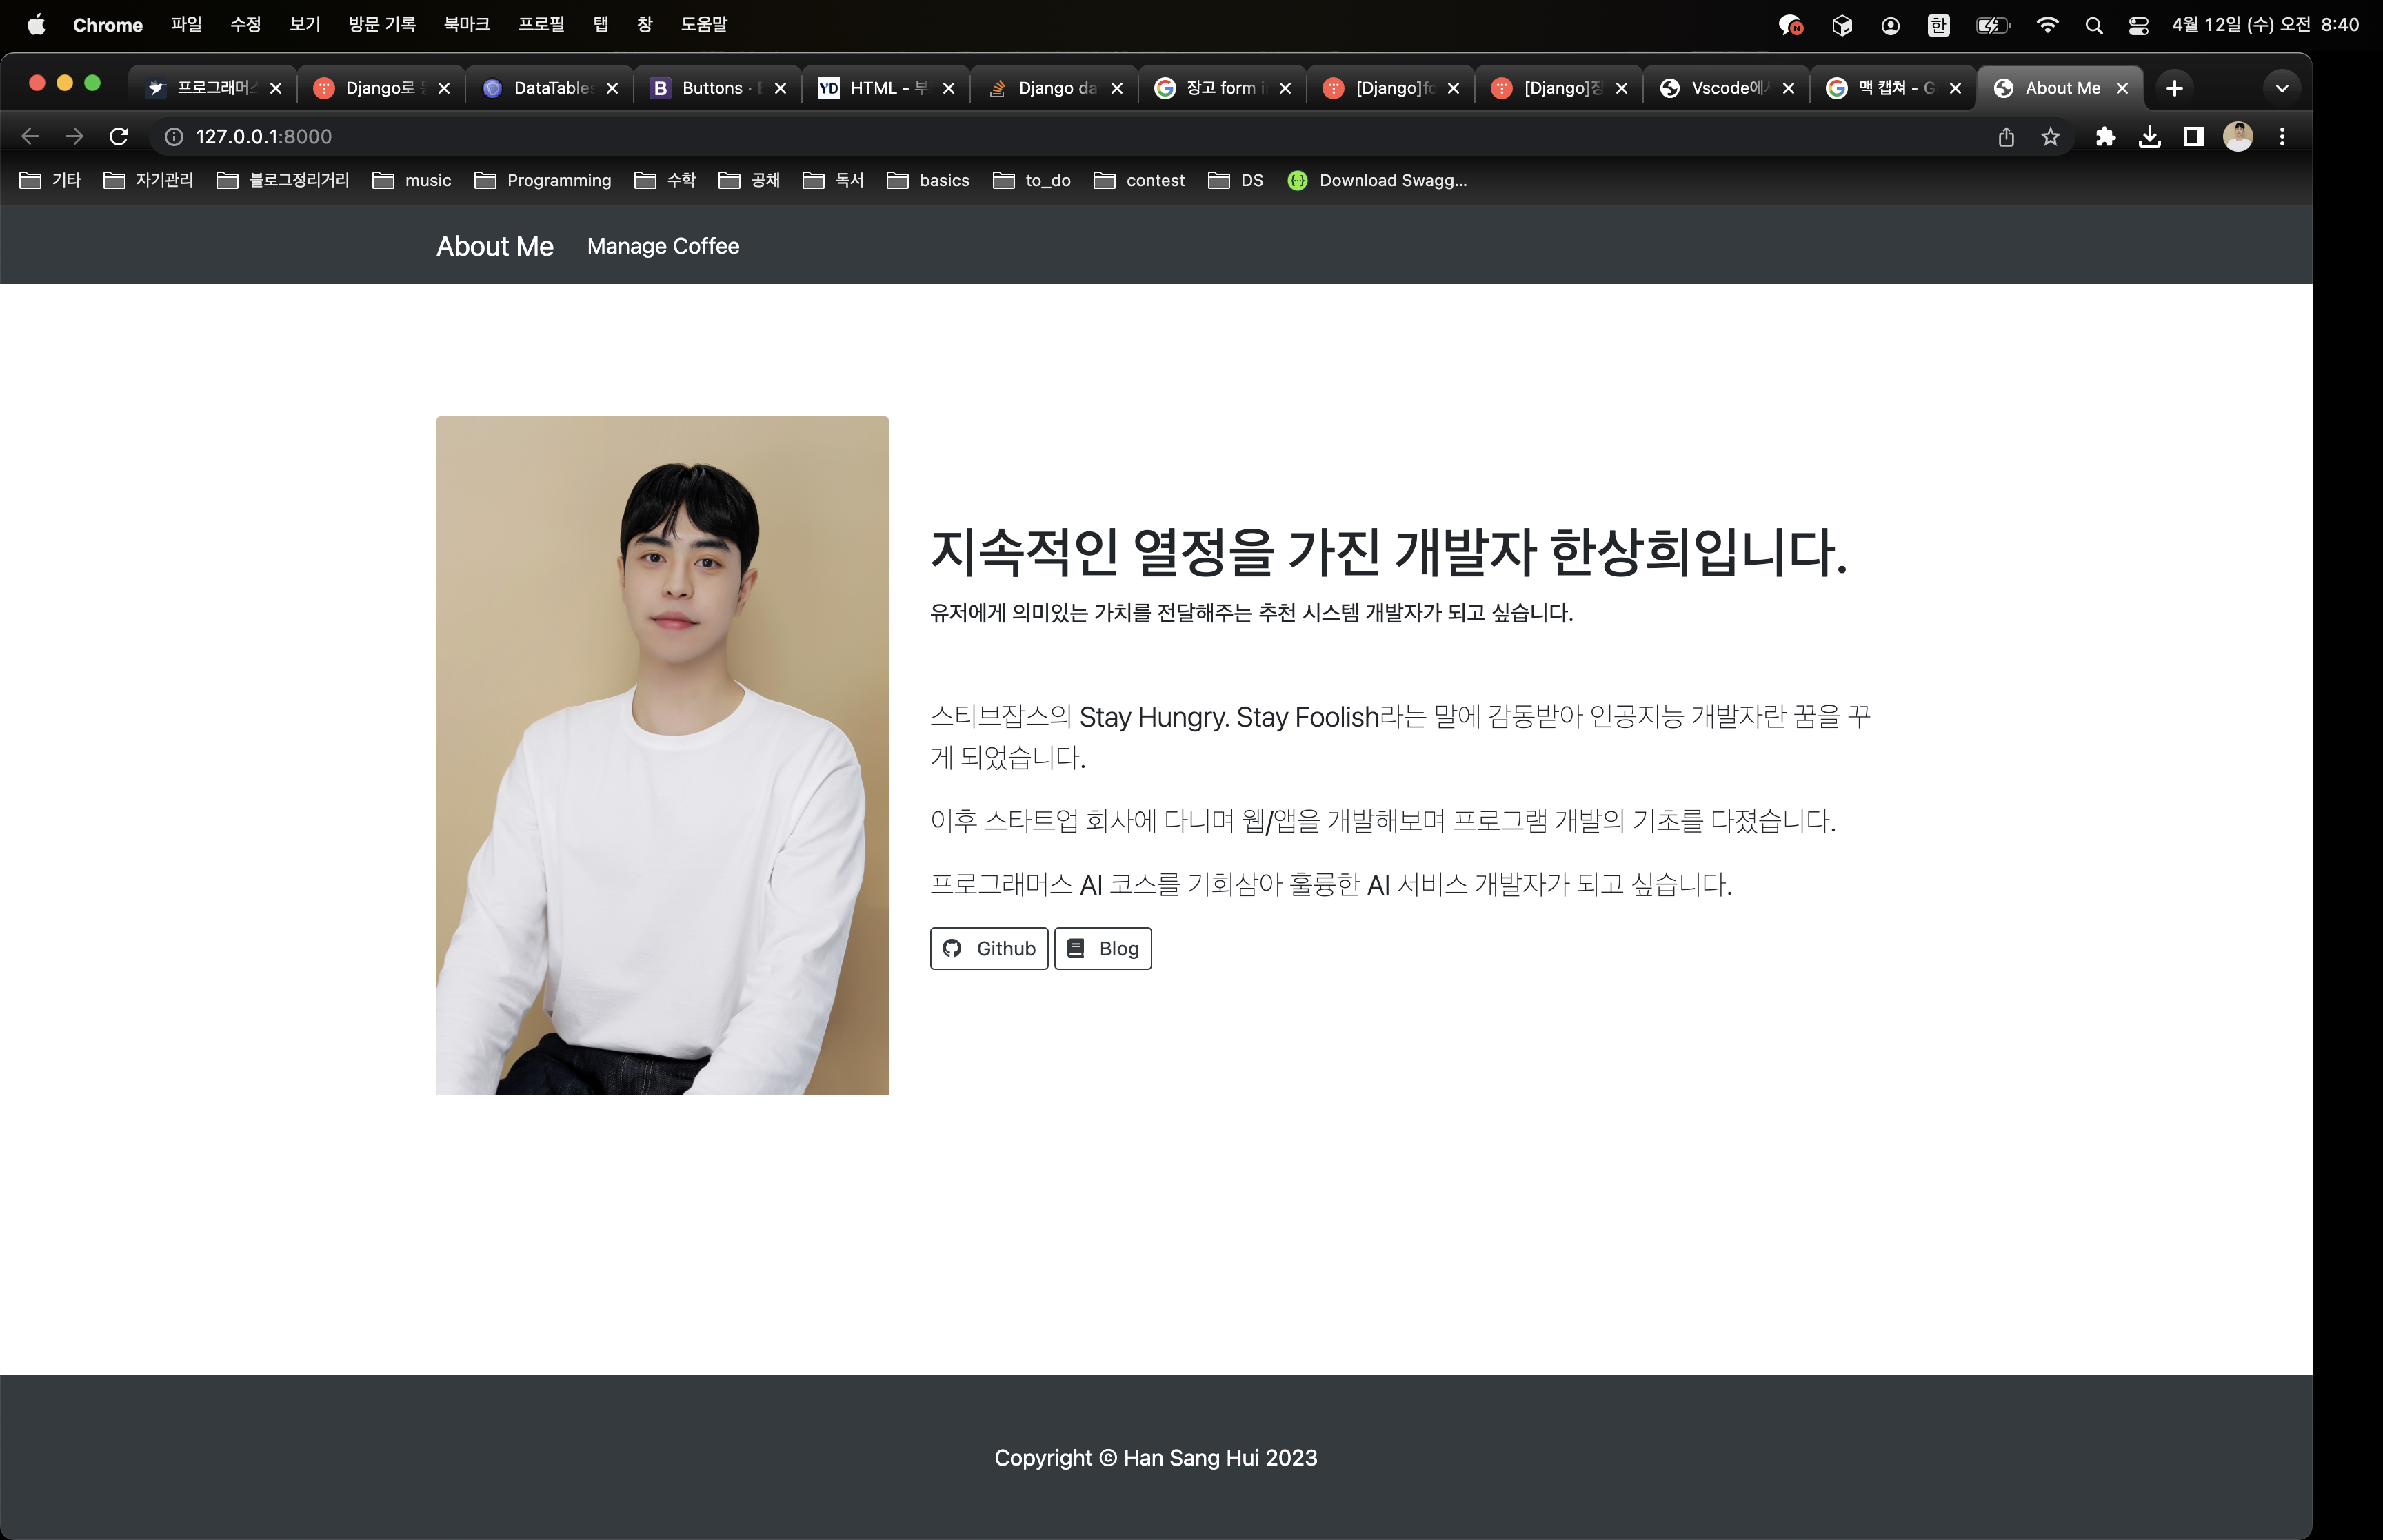 Chrome 파일 수정 보기 방문 기록 북마크 프로필 탭 창 도움말 한 4월 12일 (수) 오전 8:40
프로그래머스 Django로 DataTables Buttons · YD HTML - 부 Django da 장고 form [Django]fo [Django]장 Vscode에서 맥 캡쳐 - G About Me
127.0.0.1:8000
기타 자기관리 블로그정리거리 music Programming 수학 공채 독서 basics to_do contest DS Download Swagg...
About Me Manage Coffee
지속적인 열정을 가진 개발자 한상희입니다.
유저에게 의미있는 가치를 전달해주는 추천 시스템 개발자가 되고 싶습니다.
스티브잡스의 Stay Hungry. Stay Foolish라는 말에 감동받아 인공지능 개발자란 꿈을 꾸
게 되었습니다.
이후 스타트업 회사에 다니며 웹/앱을 개발해보며 프로그램 개발의 기초를 다졌습니다.
프로그래머스 AI 코스를 기회삼아 훌륭한 AI 서비스 개발자가 되고 싶습니다.
Github Blog
Copyright © Han Sang Hui 2023